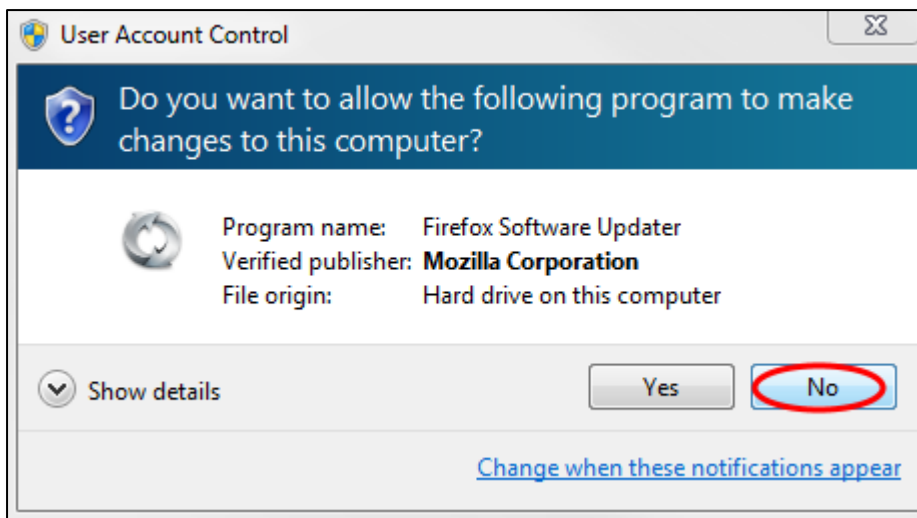 User Account Control
Do you want to allow the following program to make
changes to this computer?
Program name: Firefox Software Updater
Verified publisher: Mozilla Corporation
File origin: Hard drive on this computer
Show details
Yes
No
Change when these notifications appear